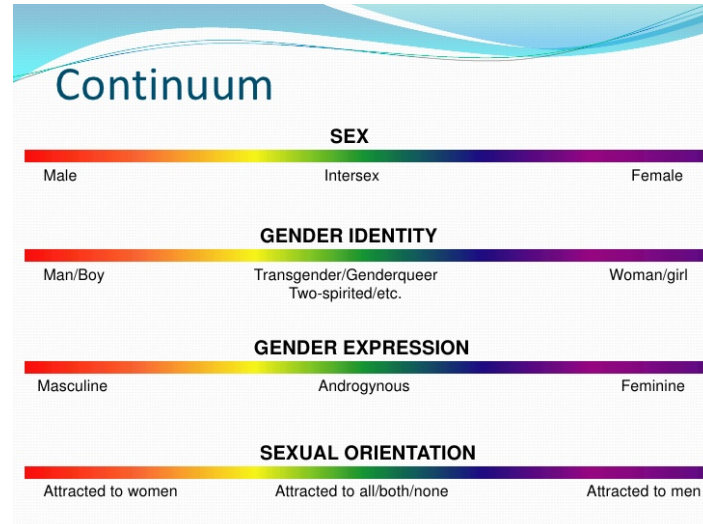 Continuum
SEX
Male Intersex Female
GENDER IDENTITY
Man/Boy Transgender/Genderqueer Woman/girl
Two-spirited/etc.
GENDER EXPRESSION
Masculine Androgynous Feminine
SEXUAL ORIENTATION
Attracted to women Attracted to all/both/none Attracted to men